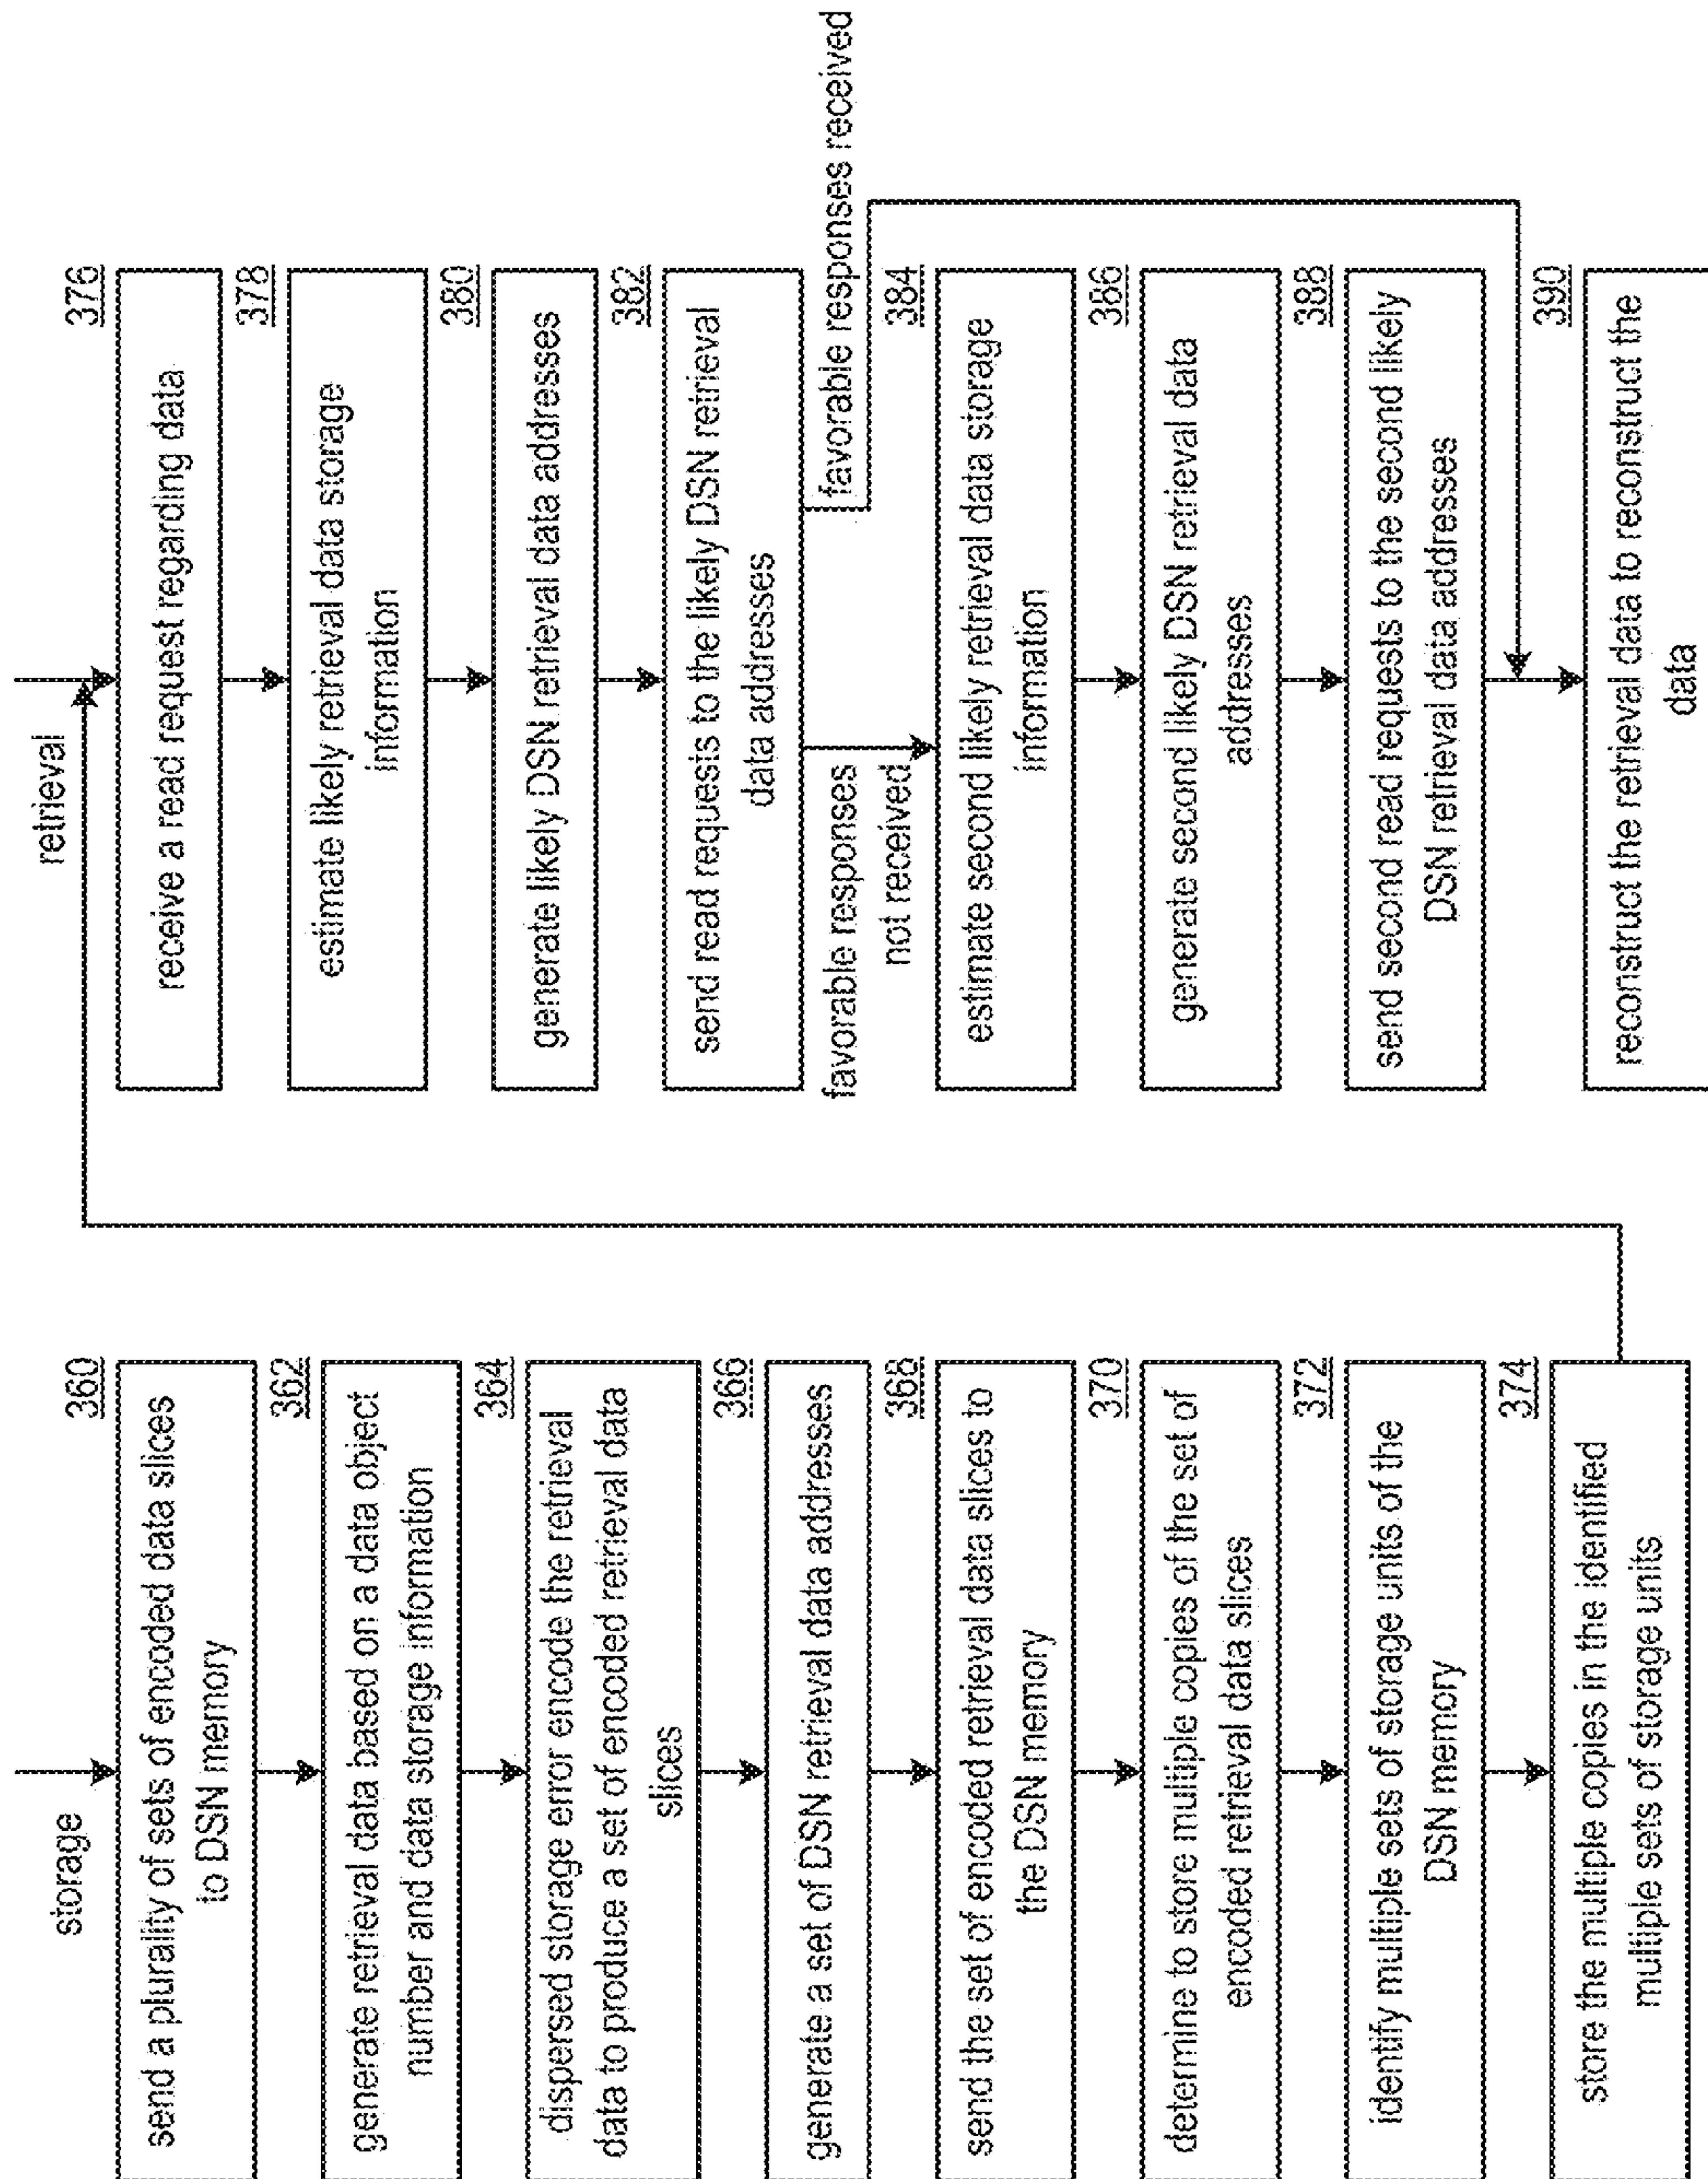 storage
360
send a plurality of sets of encoded data slices
to DSN memory
362
generate retrieval data based on a data object
number and data storage information
364
dispersed storage error encode the retrieval
data to produce a set of encoded retrieval data
slices
366
generate a set of DSN retrieval data addresses
368
send the set of encoded retrieval data slices to
the DSN memory
370
determine to store multiple copies of the set of
encoded retrieval data slices
372
identify multiple sets of storage units of the
DSN memory
374
store the multiple copies in the identified
multiple sets of storage units
retrieval
376
receive a read request regarding data
378
estimate likely retrieval data storage
information
380
generate likely DSN retrieval data addresses
382
send read requests to the likely DSN retrieval
data addresses
favorable responses
not received
favorable responses received
384
estimate second likely retrieval data storage
information
386
generate second likely DSN retrieval data
addresses
388
send second read requests to the second likely
DSN retrieval data addresses
390
reconstruct the retrieval data to reconstruct the
data